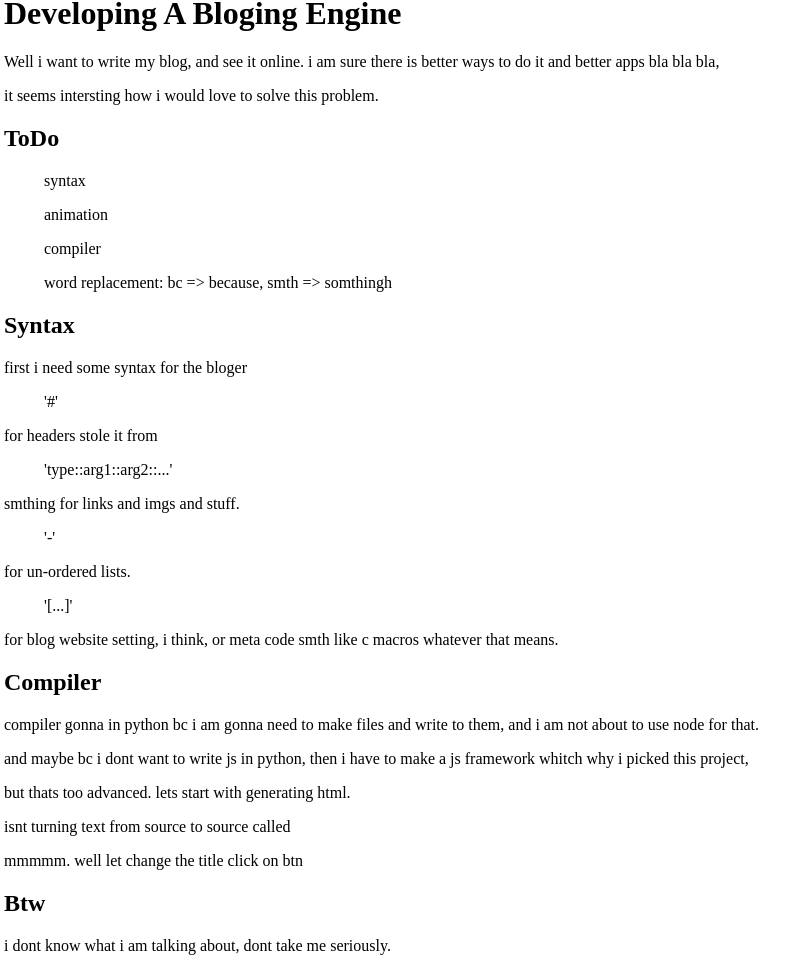 Developing A Bloging Engine
Well i want to write my blog, and see it online. i am sure there is better ways to do it and better apps bla bla bla,
it seems intersting how i would love to solve this problem.
ToDo
syntax
animation
compiler
word replacement: bc => because, smth => somthingh
Syntax
first i need some syntax for the bloger
'#'
for headers stole it from
'type::arg1::arg2::...'
smthing for links and imgs and stuff.
'-'
for un-ordered lists.
'[...]'
for blog website setting, i think, or meta code smth like c macros whatever that means.
Compiler
compiler gonna in python bc i am gonna need to make files and write to them, and i am not about to use node for that.
and maybe bc i dont want to write js in python, then i have to make a js framework whitch why i picked this project,
but thats too advanced. lets start with generating html.
isnt turning text from source to source called
mmmmm. well let change the title click on btn
Btw
i dont know what i am talking about, dont take me seriously.